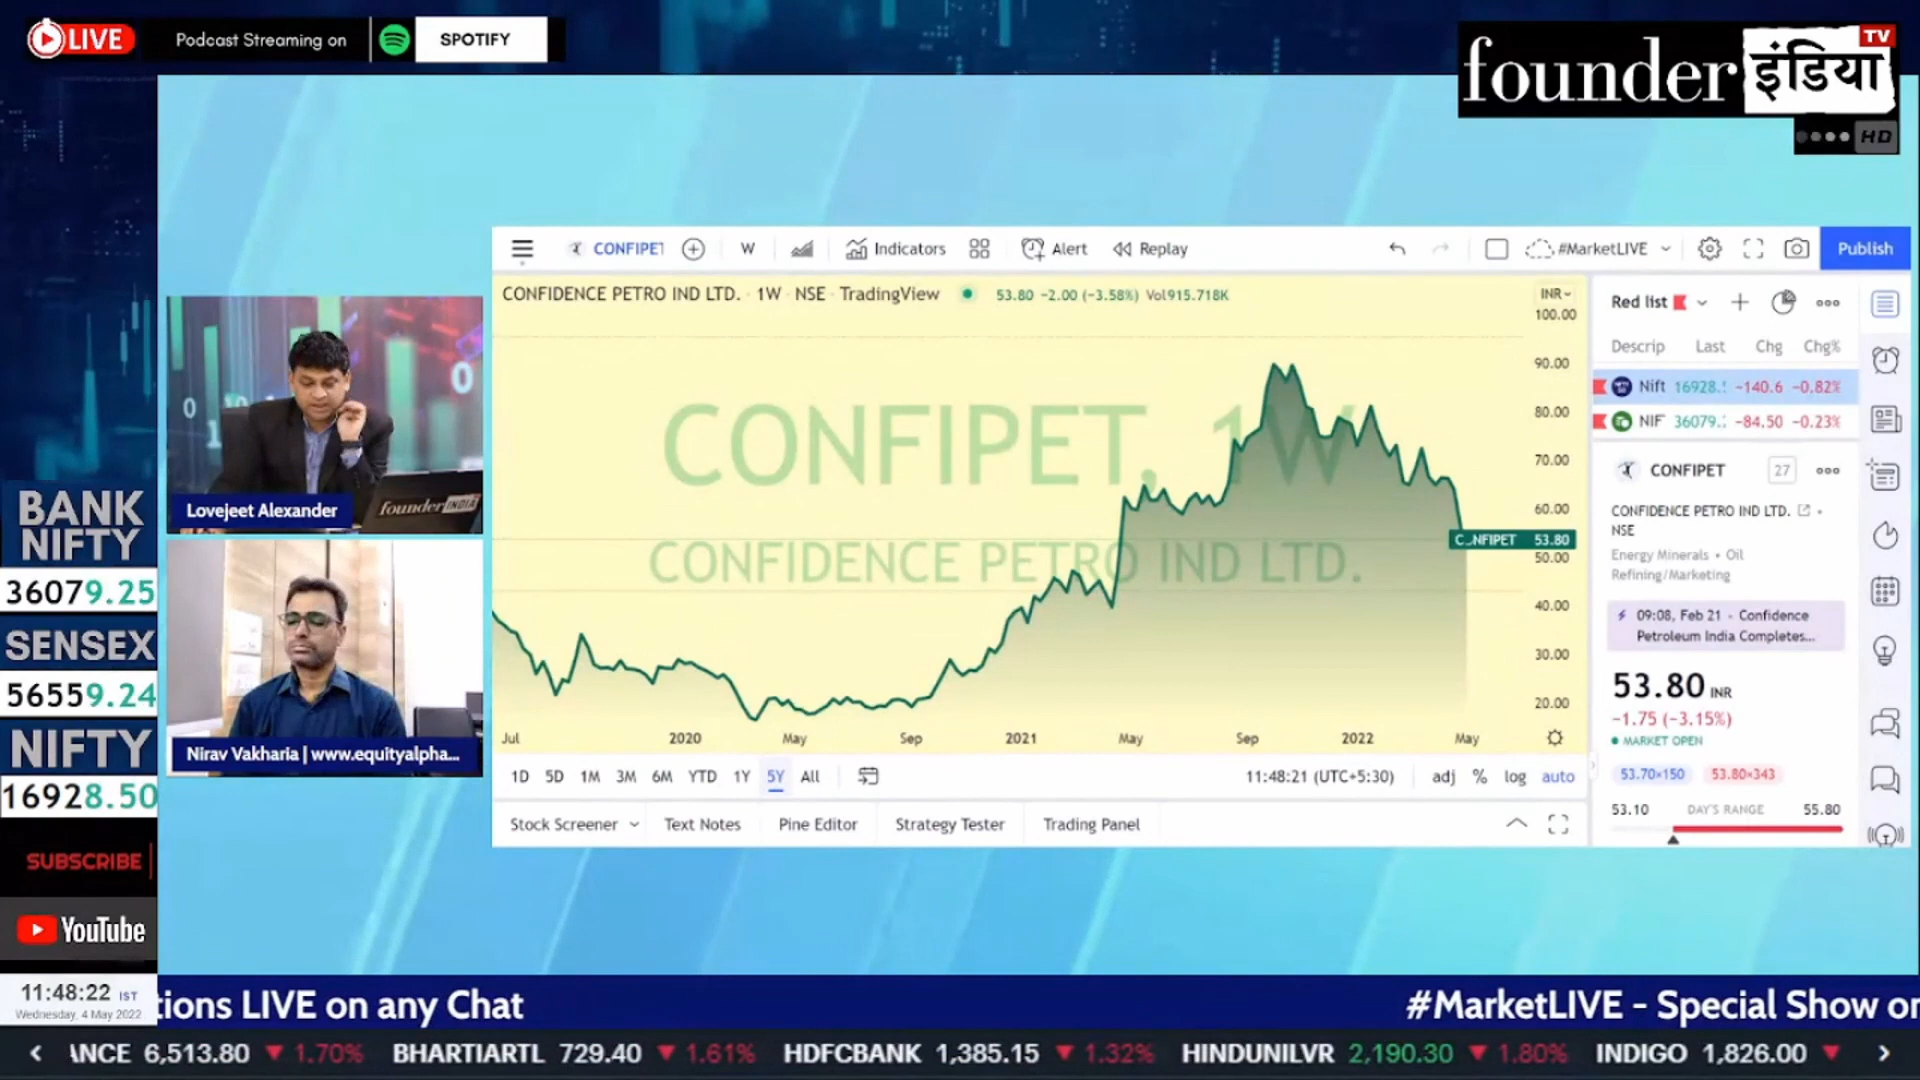 LIVE
Podcast Streaming on
SPOTIFY
founder इंडिया
TV
HD
CONFIPET
W
Indicators
Alert
Replay
#MarketLIVE
Publish
CONFIDENCE PETRO IND LTD. · 1W · NSE · TradingView
53.80 −2.00 (−3.58%) Vol915.718K
INR
100.00
90.00
80.00
70.00
60.00
50.00
40.00
30.00
20.00
CONFIPET, 1W
CONFIDENCE PETRO IND LTD.
C_NFIPET 53.80
Jul 2020 May Sep 2021 May Sep 2022 May
1D 5D 1M 3M 6M YTD 1Y 5Y All
11:48:21 (UTC+5:30) adj % log auto
Stock Screener Text Notes Pine Editor Strategy Tester Trading Panel
Red list
Descrip Last Chg Chg%
Nift 16928. −140.6 −0.82%
NIF 36079. −84.50 −0.23%
CONFIPET 27
CONFIDENCE PETRO IND LTD. •
NSE
Energy Minerals • Oil
Refining/Marketing
09:08, Feb 21 - Confidence
Petroleum India Completes...
53.80 INR
−1.75 (−3.15%)
MARKET OPEN
53.70×150 53.80×343
53.10 DAY'S RANGE 55.80
Lovejeet Alexander
founder INDIA
Nirav Vakharia | www.equityalpha...
BANK
NIFTY
36079.25
SENSEX
56559.24
NIFTY
16928.50
SUBSCRIBE
YouTube
11:48:22 IST
Wednesday, 4 May 2022
tions LIVE on any Chat
#MarketLIVE - Special Show or
ANCE 6,513.80 ▼ 1.70% BHARTIARTL 729.40 ▼ 1.61% HDFCBANK 1,385.15 ▼ 1.32% HINDUNILVR 2,190.30 ▼ 1.80% INDIGO 1,826.00 ▼